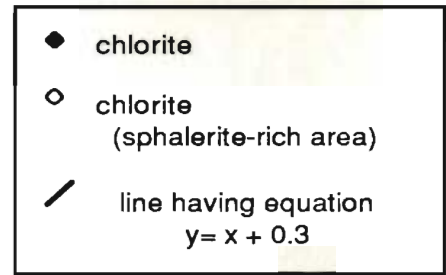 chlorite
chlorite
(sphalerite-rich area)
line having equation
y= x + 0.3